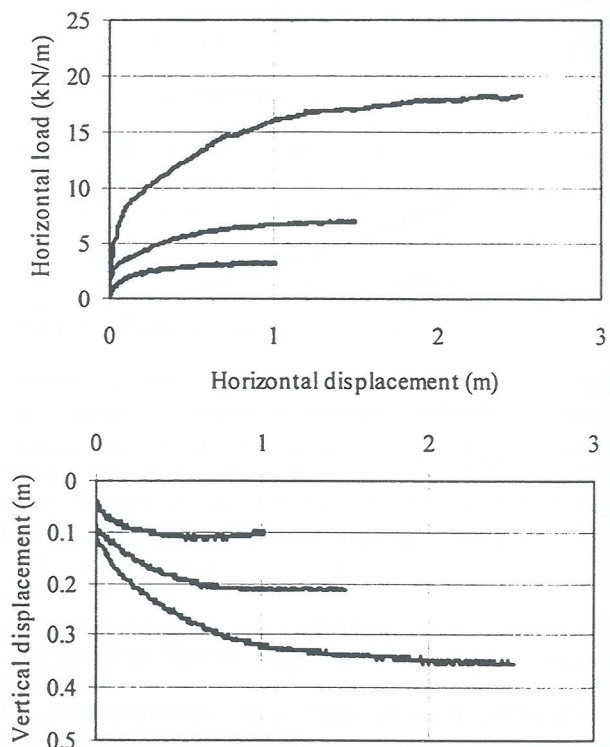 Horizontal load (kN/m)
25
20
15
10
5
0
0 1 2 3
Horizontal displacement (m)
0 1 2 3
Vertical displacement (m)
0
0.1
0.2
0.3
0.4
0.5